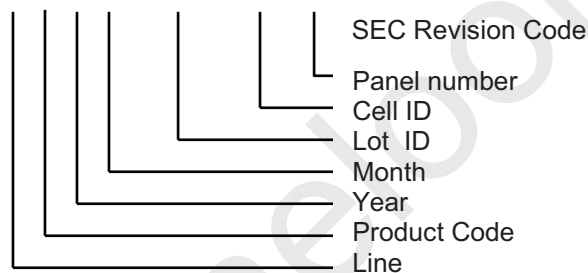 SEC Revision Code
Panel number
Cell ID
Lot ID
Month
Year
Product Code
Line